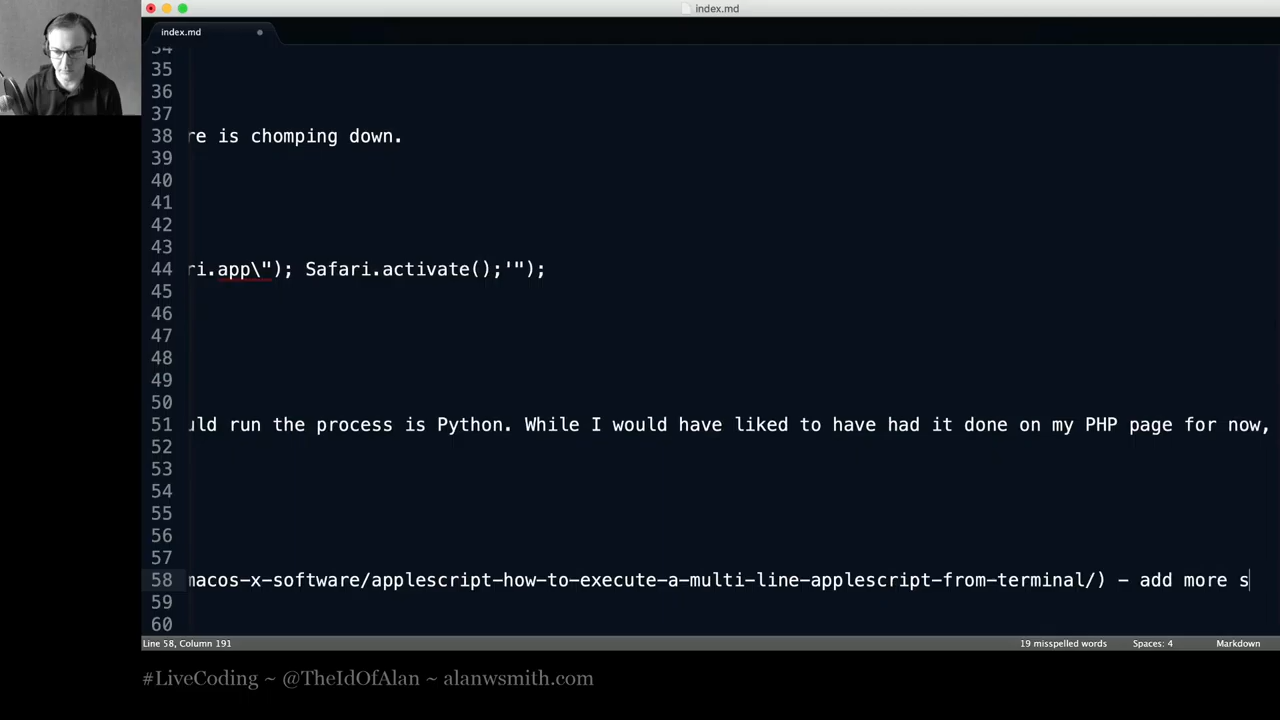 index.md
index.md
34
35
36
37
38 re is chomping down.
39
40
41
42
43
44 ri.app\"); Safari.activate();'");
45
46
47
48
49
50
51 uld run the process is Python. While I would have liked to have had it done on my PHP page for now,
52
53
54
55
56
57
58 macos-x-software/applescript-how-to-execute-a-multi-line-applescript-from-terminal/) - add more s
59
60
Line 58, Column 191 19 misspelled words Spaces: 4 Markdown
#LiveCoding ~ @TheIdOfAlan ~ alanwsmith.com